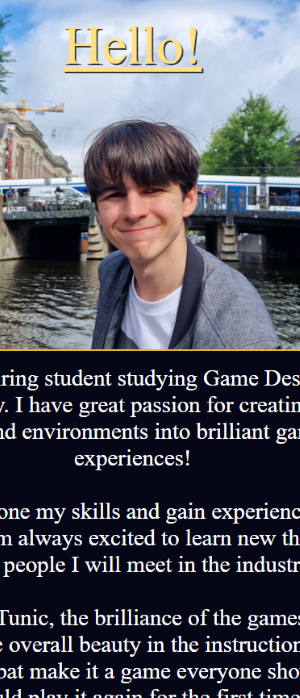 Hello!
ring student studying Game Des
. I have great passion for creatin
nd environments into brilliant gar
experiences!
one my skills and gain experienc
m always excited to learn new th
people I will meet in the industr
Tunic, the brilliance of the games
overall beauty in the instruction
bat make it a game everyone sho
uld play it again for the first time